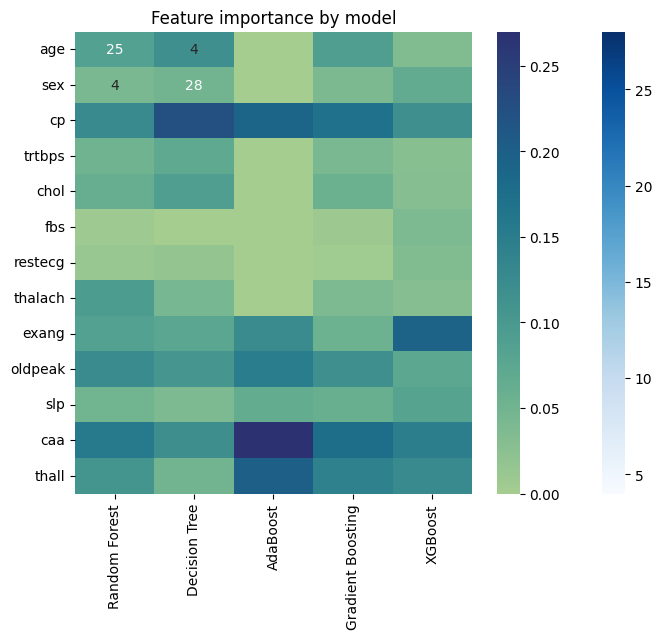 Feature importance by model
age
25
4
sex
4
28
cp
trtbps
chol
fbs
restecg
thalach
exang
oldpeak
slp
caa
thall
Random Forest
Decision Tree
AdaBoost
Gradient Boosting
XGBoost
0.25
0.20
0.15
0.10
0.05
0.00
25
20
15
10
5